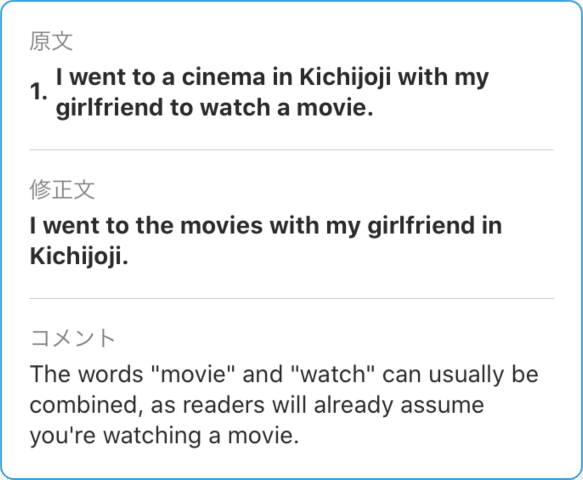 原文
1. I went to a cinema in Kichijoji with my
girlfriend to watch a movie.
修正文
I went to the movies with my girlfriend in
Kichijoji.
コメント
The words "movie" and "watch" can usually be
combined, as readers will already assume
you're watching a movie.